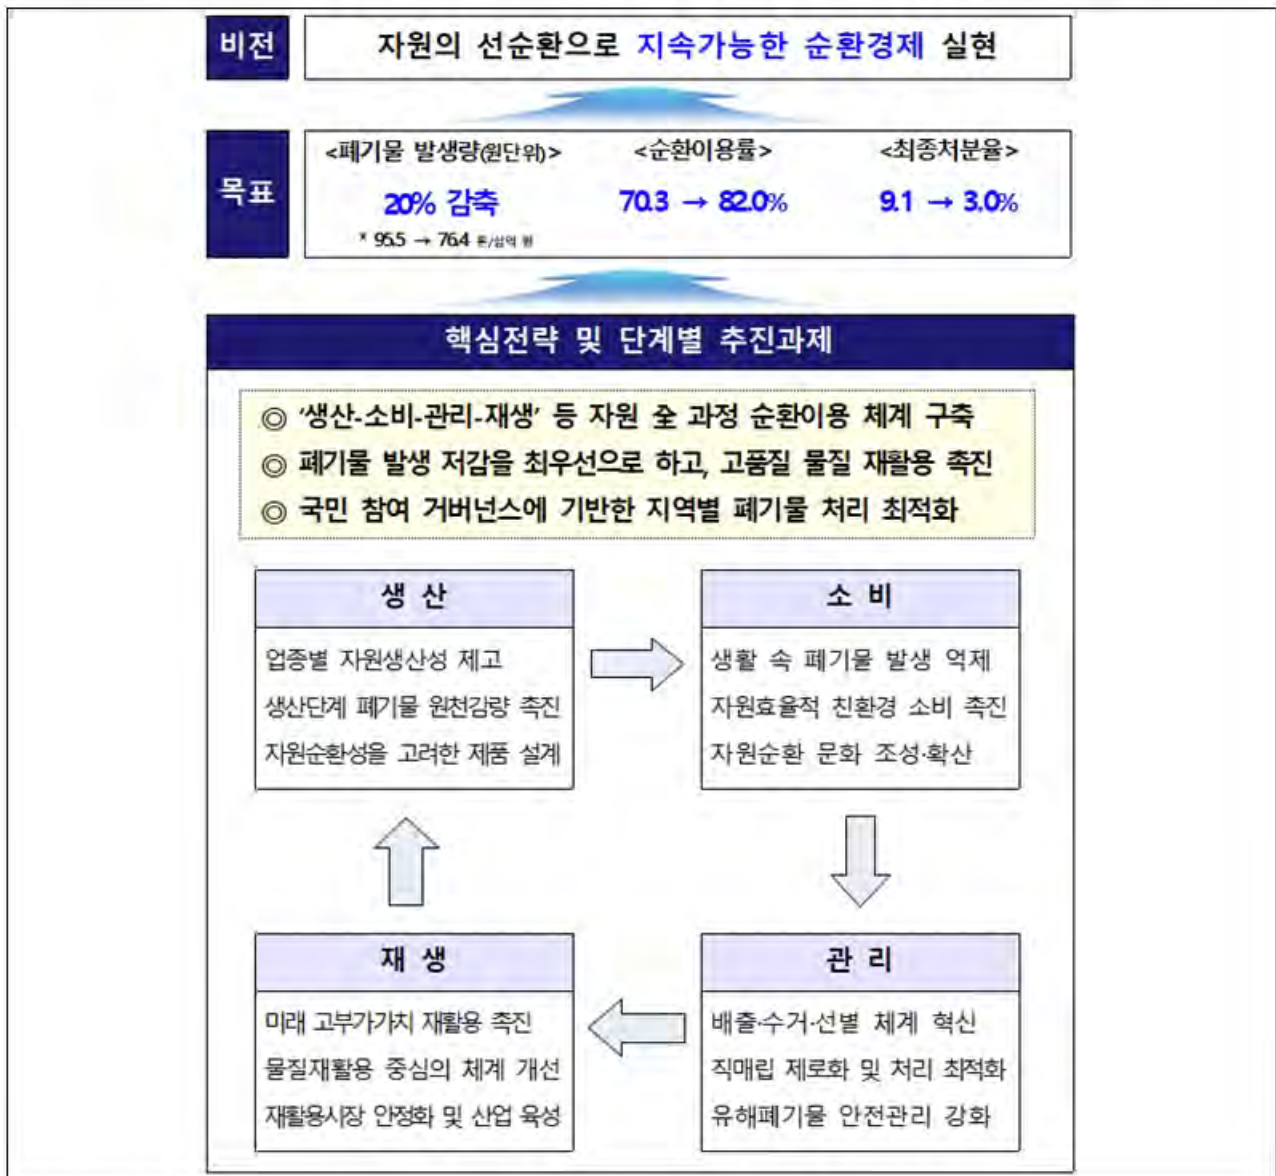 비전
자원의 선순환으로 지속가능한 순환경제 실현
목표
<폐기물 발생량(원단위)> <순환이용률> <최종처분율>
20% 감축 70.3 → 82.0% 9.1 → 3.0%
* 95.5 → 76.4 톤/십억 원
핵심전략 및 단계별 추진과제
◎ '생산-소비-관리-재생' 등 자원 全 과정 순환이용 체계 구축
◎ 폐기물 발생 저감을 최우선으로 하고, 고품질 물질 재활용 촉진
◎ 국민 참여 거버넌스에 기반한 지역별 폐기물 처리 최적화
생 산
업종별 자원생산성 제고
생산단계 폐기물 원천감량 촉진
자원순환성을 고려한 제품 설계
소 비
생활 속 폐기물 발생 억제
자원효율적 친환경 소비 촉진
자원순환 문화 조성·확산
관 리
배출·수거·선별 체계 혁신
직매립 제로화 및 처리 최적화
유해폐기물 안전관리 강화
재 생
미래 고부가가치 재활용 촉진
물질재활용 중심의 체계 개선
재활용시장 안정화 및 산업 육성